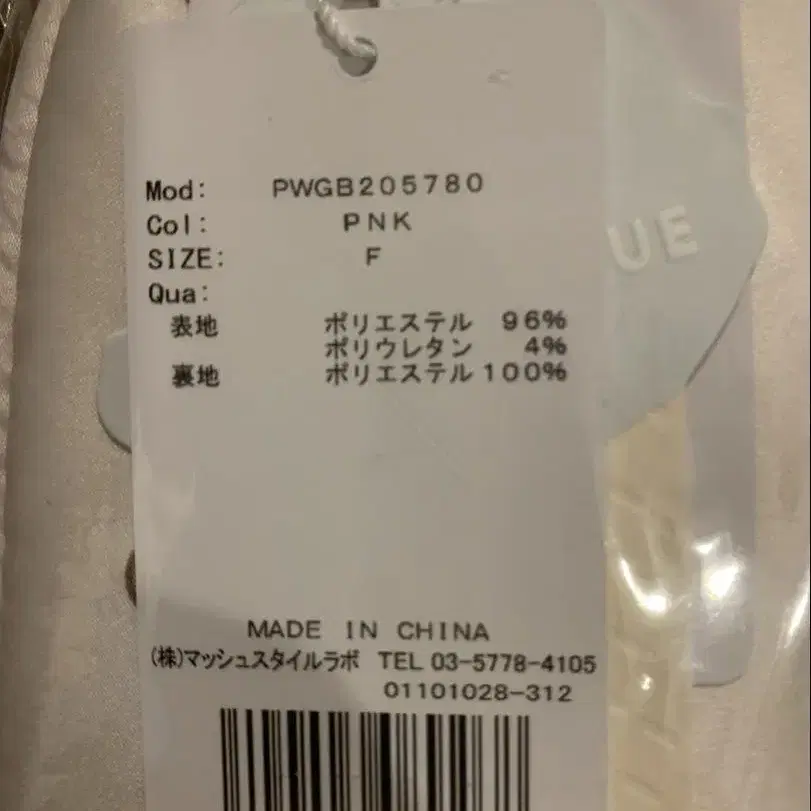 Mod: PWGB205780
Col: PNK
SIZE: F
Qua:
表地 ポリエステル 96%
ポリウレタン 4%
裏地 ポリエステル 100%
UE
MADE IN CHINA
(株)マッシュスタイルラボ TEL 03-5778-4105
01101028-312